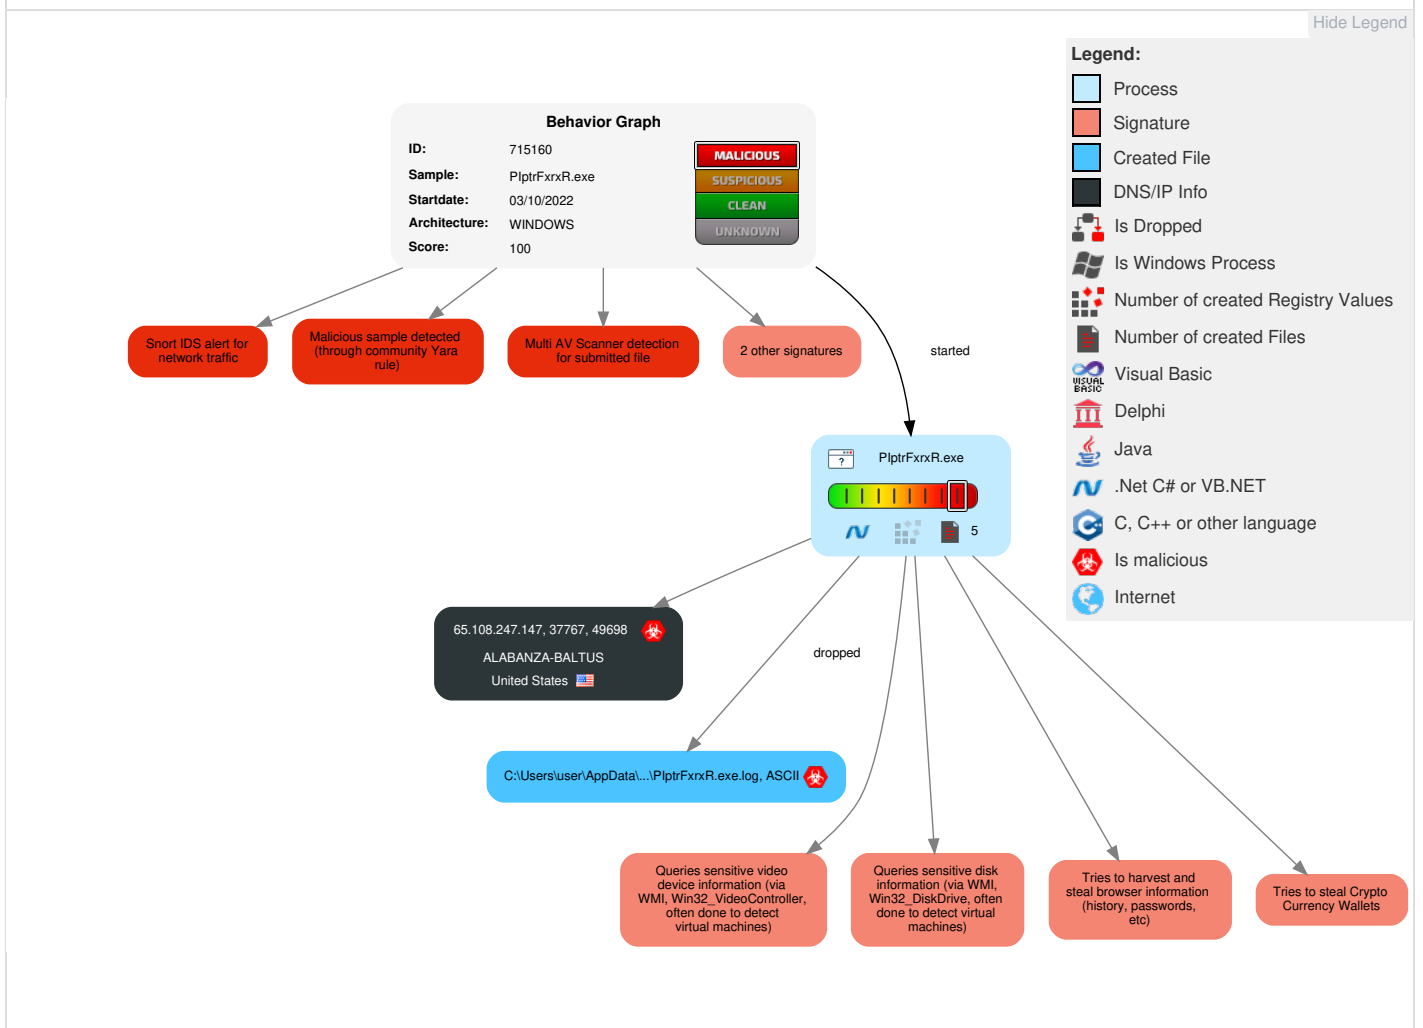 Hide Legend
Legend:
Process
Signature
Created File
DNS/IP Info
Is Dropped
Is Windows Process
Number of created Registry Values
Number of created Files
Visual Basic
Delphi
Java
.Net C# or VB.NET
C, C++ or other language
Is malicious
Internet
VISUAL
BASIC
Behavior Graph
ID: 715160
Sample: PlptrFxrxR.exe
Startdate: 03/10/2022
Architecture: WINDOWS
Score: 100
MALICIOUS
SUSPICIOUS
CLEAN
UNKNOWN
Snort IDS alert for
network traffic
Malicious sample detected
(through community Yara
rule)
Multi AV Scanner detection
for submitted file
2 other signatures
started
PlptrFxrxR.exe
?
5
65.108.247.147, 37767, 49698
ALABANZA-BALTUS
United States
dropped
C:\Users\user\AppData\...\PlptrFxrxR.exe.log, ASCII
Queries sensitive video
device information (via
WMI, Win32_VideoController,
often done to detect
virtual machines)
Queries sensitive disk
information (via WMI,
Win32_DiskDrive, often
done to detect virtual
machines)
Tries to harvest and
steal browser information
(history, passwords,
etc)
Tries to steal Crypto
Currency Wallets